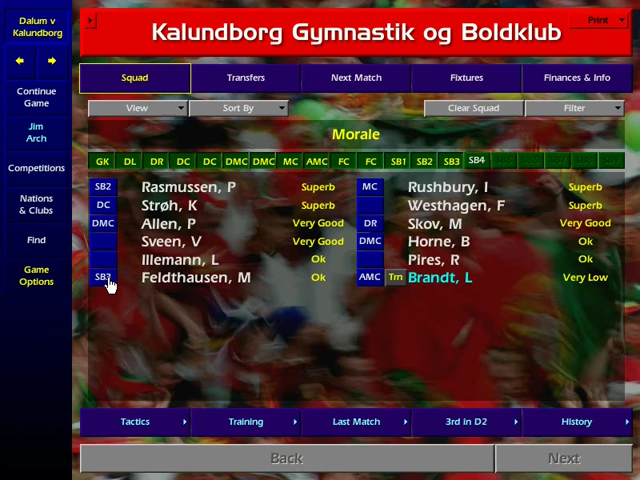 Dalum v
Kalundborg
Continue
Game
Jim
Arch
Competitions
Nations
& Clubs
Find
Game
Options
Kalundborg Gymnastik og Boldklub
Print
Squad Transfers Next Match Fixtures Finances & Info
View Sort By Clear Squad Filter
Morale
GK DL DR DC DC DMC DMC MC AMC FC FC SB1 SB2 SB3 SB4
SB2 Rasmussen, P Superb MC Rushbury, I Superb
DC Strøh, K Superb Westhagen, F Superb
DMC Allen, P Very Good DR Skov, M Very Good
Sveen, V Very Good DMC Horne, B Ok
Illemann, L Ok Pires, R Ok
SB3 Feldthausen, M Ok AMC Trn Brandt, L Very Low
Tactics Training Last Match 3rd in D2 History
Back Next